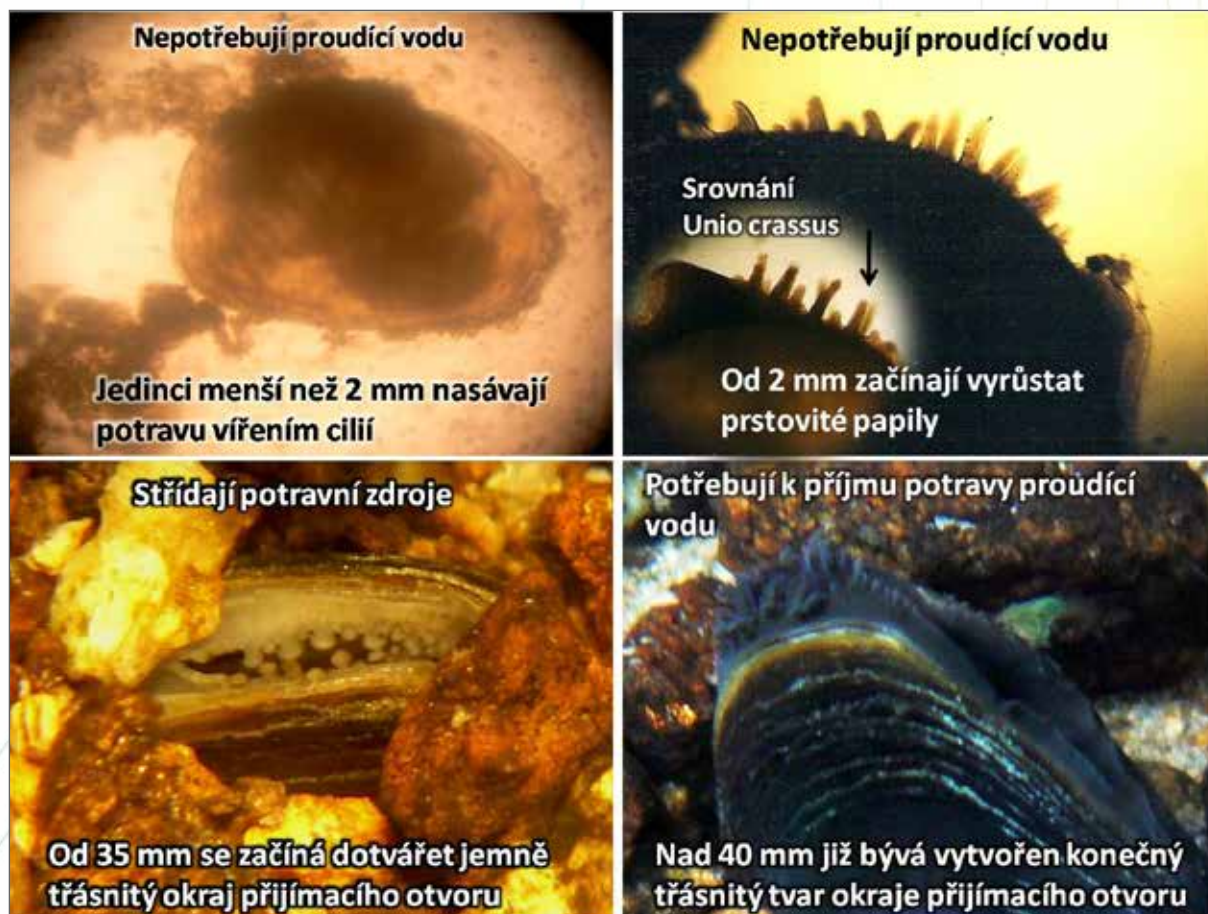 Nepotřebují proudící vodu
Jedinci menší než 2 mm nasávají
potravu vířením cilií
Nepotřebují proudící vodu
Srovnání
Unio crassus
Od 2 mm začínají vyrůstat
prstovité papily
Střídají potravní zdroje
Od 35 mm se začíná dotvářet jemně
třásnitý okraj přijímacího otvoru
Potřebují k příjmu potravy proudící
vodu
Nad 40 mm již bývá vytvořen konečný
třásnitý tvar okraje přijímacího otvoru